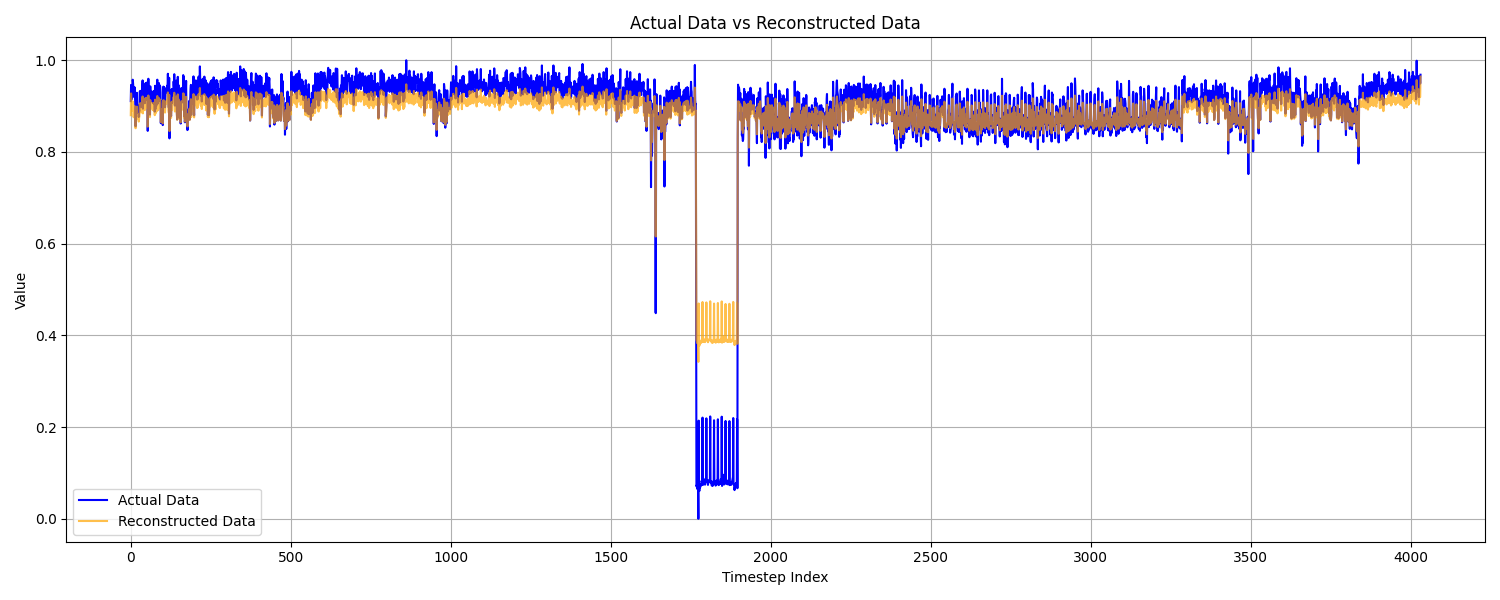 Actual Data vs Reconstructed Data
Value
1.0
0.8
0.6
0.4
0.2
0.0
Actual Data
Reconstructed Data
0 500 1000 1500 2000 2500 3000 3500 4000
Timestep Index